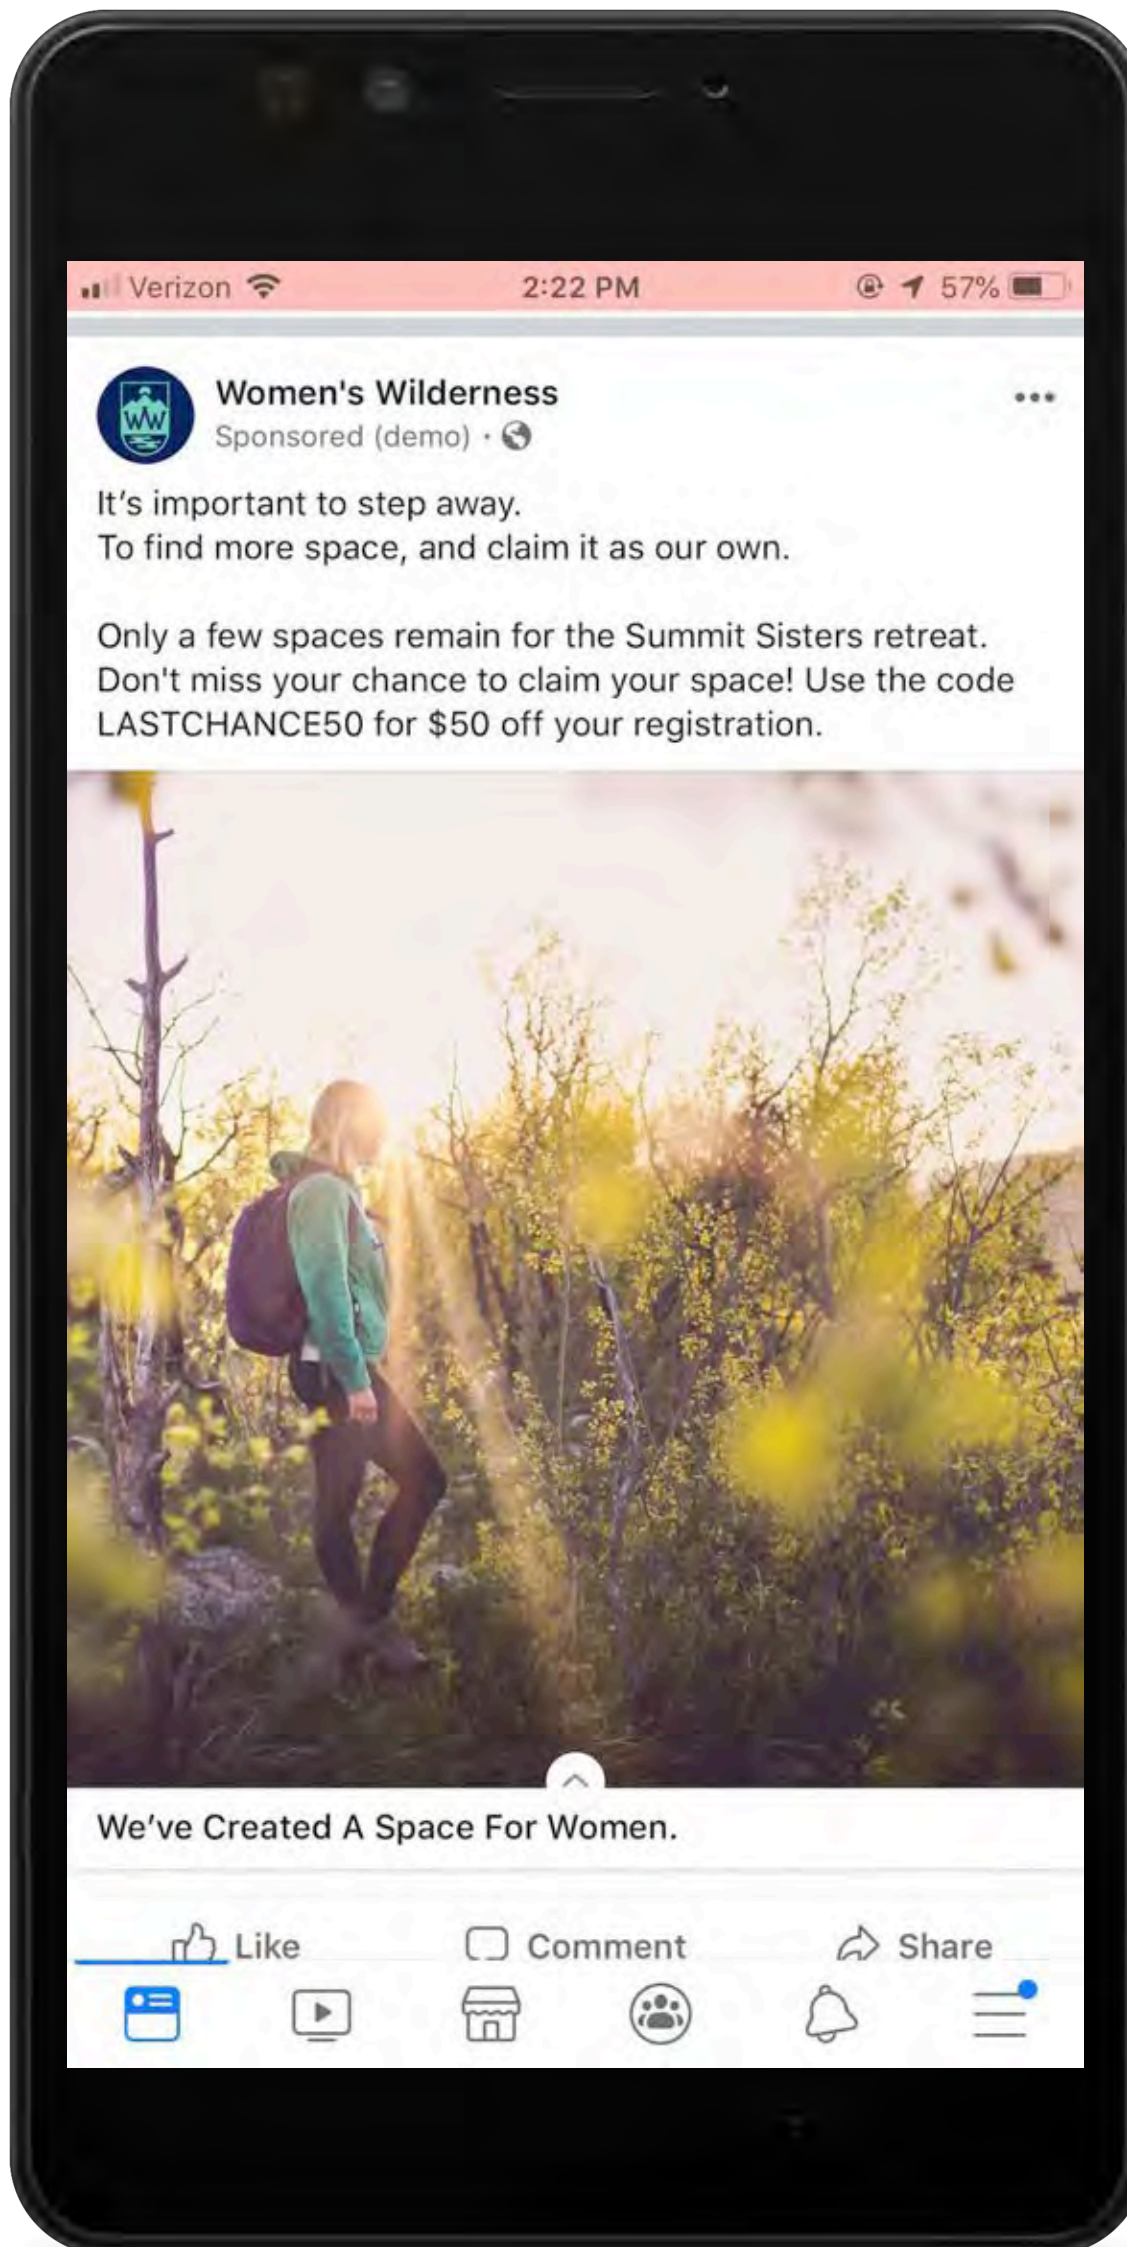 Verizon 2:22 PM 57%
WW
Women's Wilderness
Sponsored (demo) ·
It's important to step away.
To find more space, and claim it as our own.
Only a few spaces remain for the Summit Sisters retreat.
Don't miss your chance to claim your space! Use the code
LASTCHANCE50 for $50 off your registration.
We've Created A Space For Women.
Like Comment Share